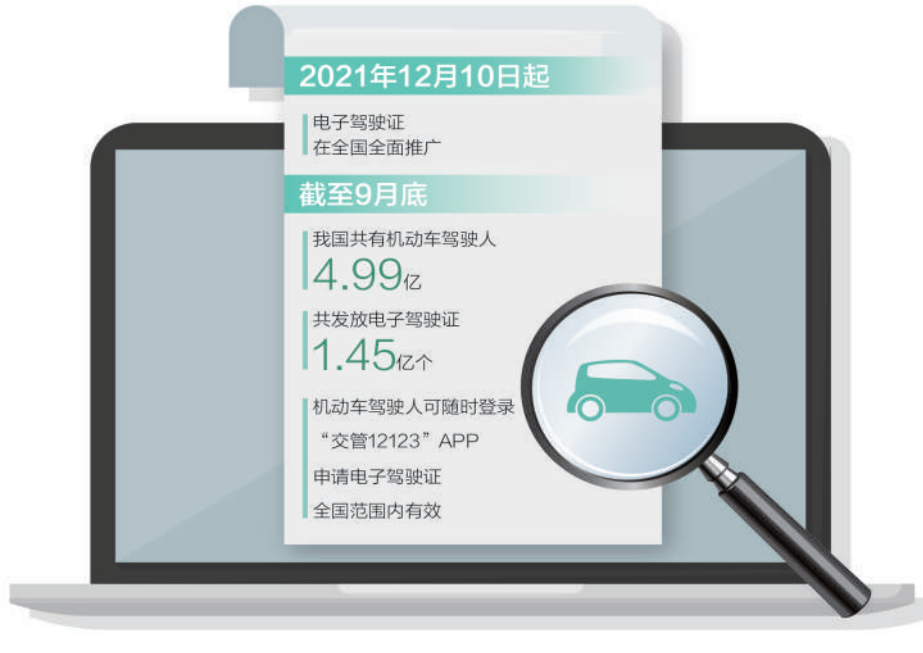 2021年12月10日起
电子驾驶证
在全国全面推广
截至9月底
我国共有机动车驾驶人
4.99亿
共发放电子驾驶证
1.45亿个
机动车驾驶人可随时登录
“交管12123”APP
申请电子驾驶证
全国范围内有效